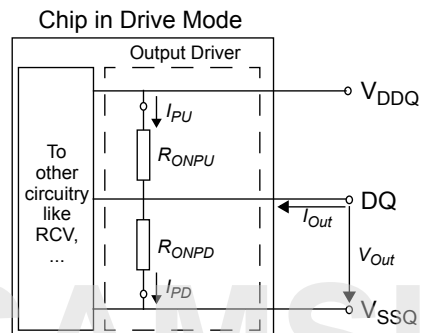 Chip in Drive Mode
Output Driver
To
other
circuitry
like
RCV,
...
I_PU
R_ONPU
R_ONPD
I_PD
V_DDQ
DQ
I_Out
V_Out
V_SSQ
SAMSU